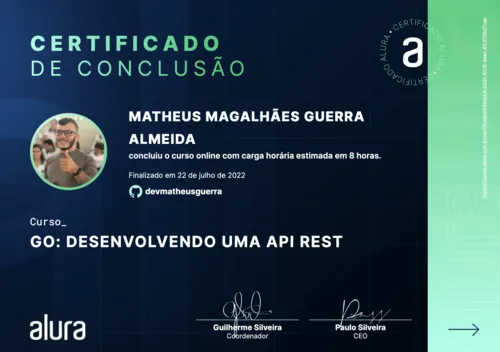 CERTIFICADO
DE CONCLUSÃO
ALURA • CERTIFICADO ALURA • CERTIFICADO
a
MATHEUS MAGALHÃES GUERRA
ALMEIDA
concluiu o curso online com carga horária estimada em 8 horas.
Finalizado em 22 de julho de 2022
devmatheusguerra
Curso_
GO: DESENVOLVENDO UMA API REST
alura
Guilherme Silveira
Coordenador
Paulo Silveira
CEO